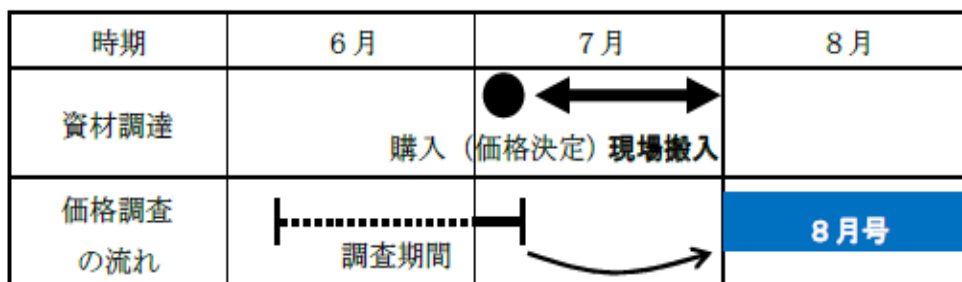 時期 6月 7月 8月
資材調達
購入（価格決定）現場搬入
価格調査
の流れ
調査期間
8月号